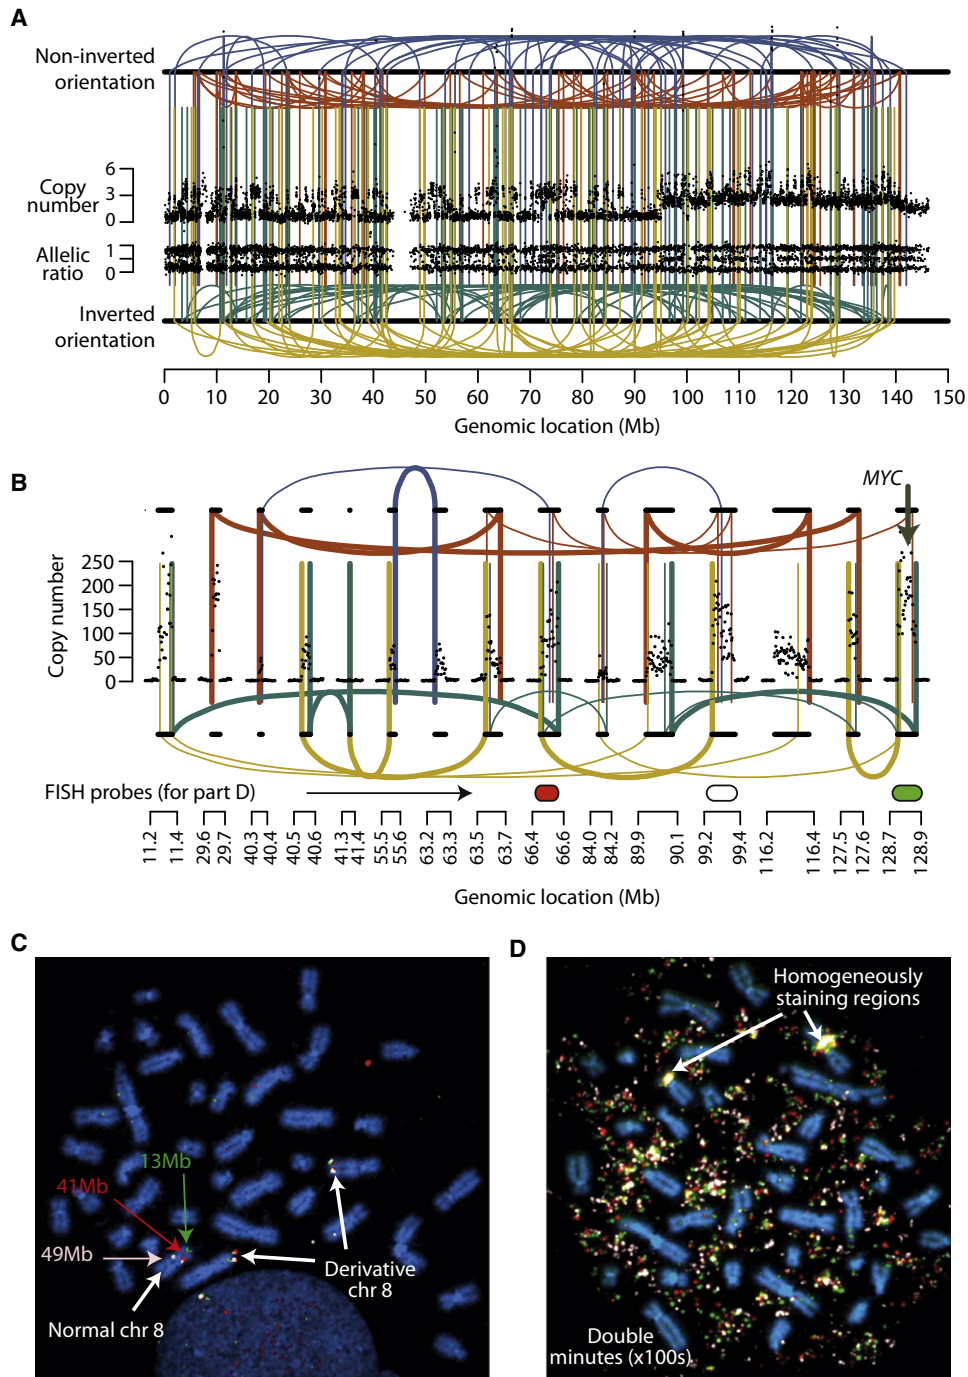 A
Non-inverted
orientation
6
3
0
Copy
number
1
0
Allelic
ratio
Inverted
orientation
0 10 20 30 40 50 60 70 80 90 100 110 120 130 140 150
Genomic location (Mb)
B
MYC
250
200
150
100
50
0
Copy number
FISH probes (for part D)
11.2 11.4 29.6 29.7 40.3 40.4 40.5 40.6 41.3 41.4 55.5 55.6 63.2 63.3 63.5 63.7 66.4 66.6 84.0 84.2 89.9 90.1 99.2 99.4 116.2 116.4 127.5 127.6 128.7 128.9
Genomic location (Mb)
C
13Mb
41Mb
49Mb
Normal chr 8
Derivative
chr 8
D
Homogeneously
staining regions
Double
minutes (x100s)